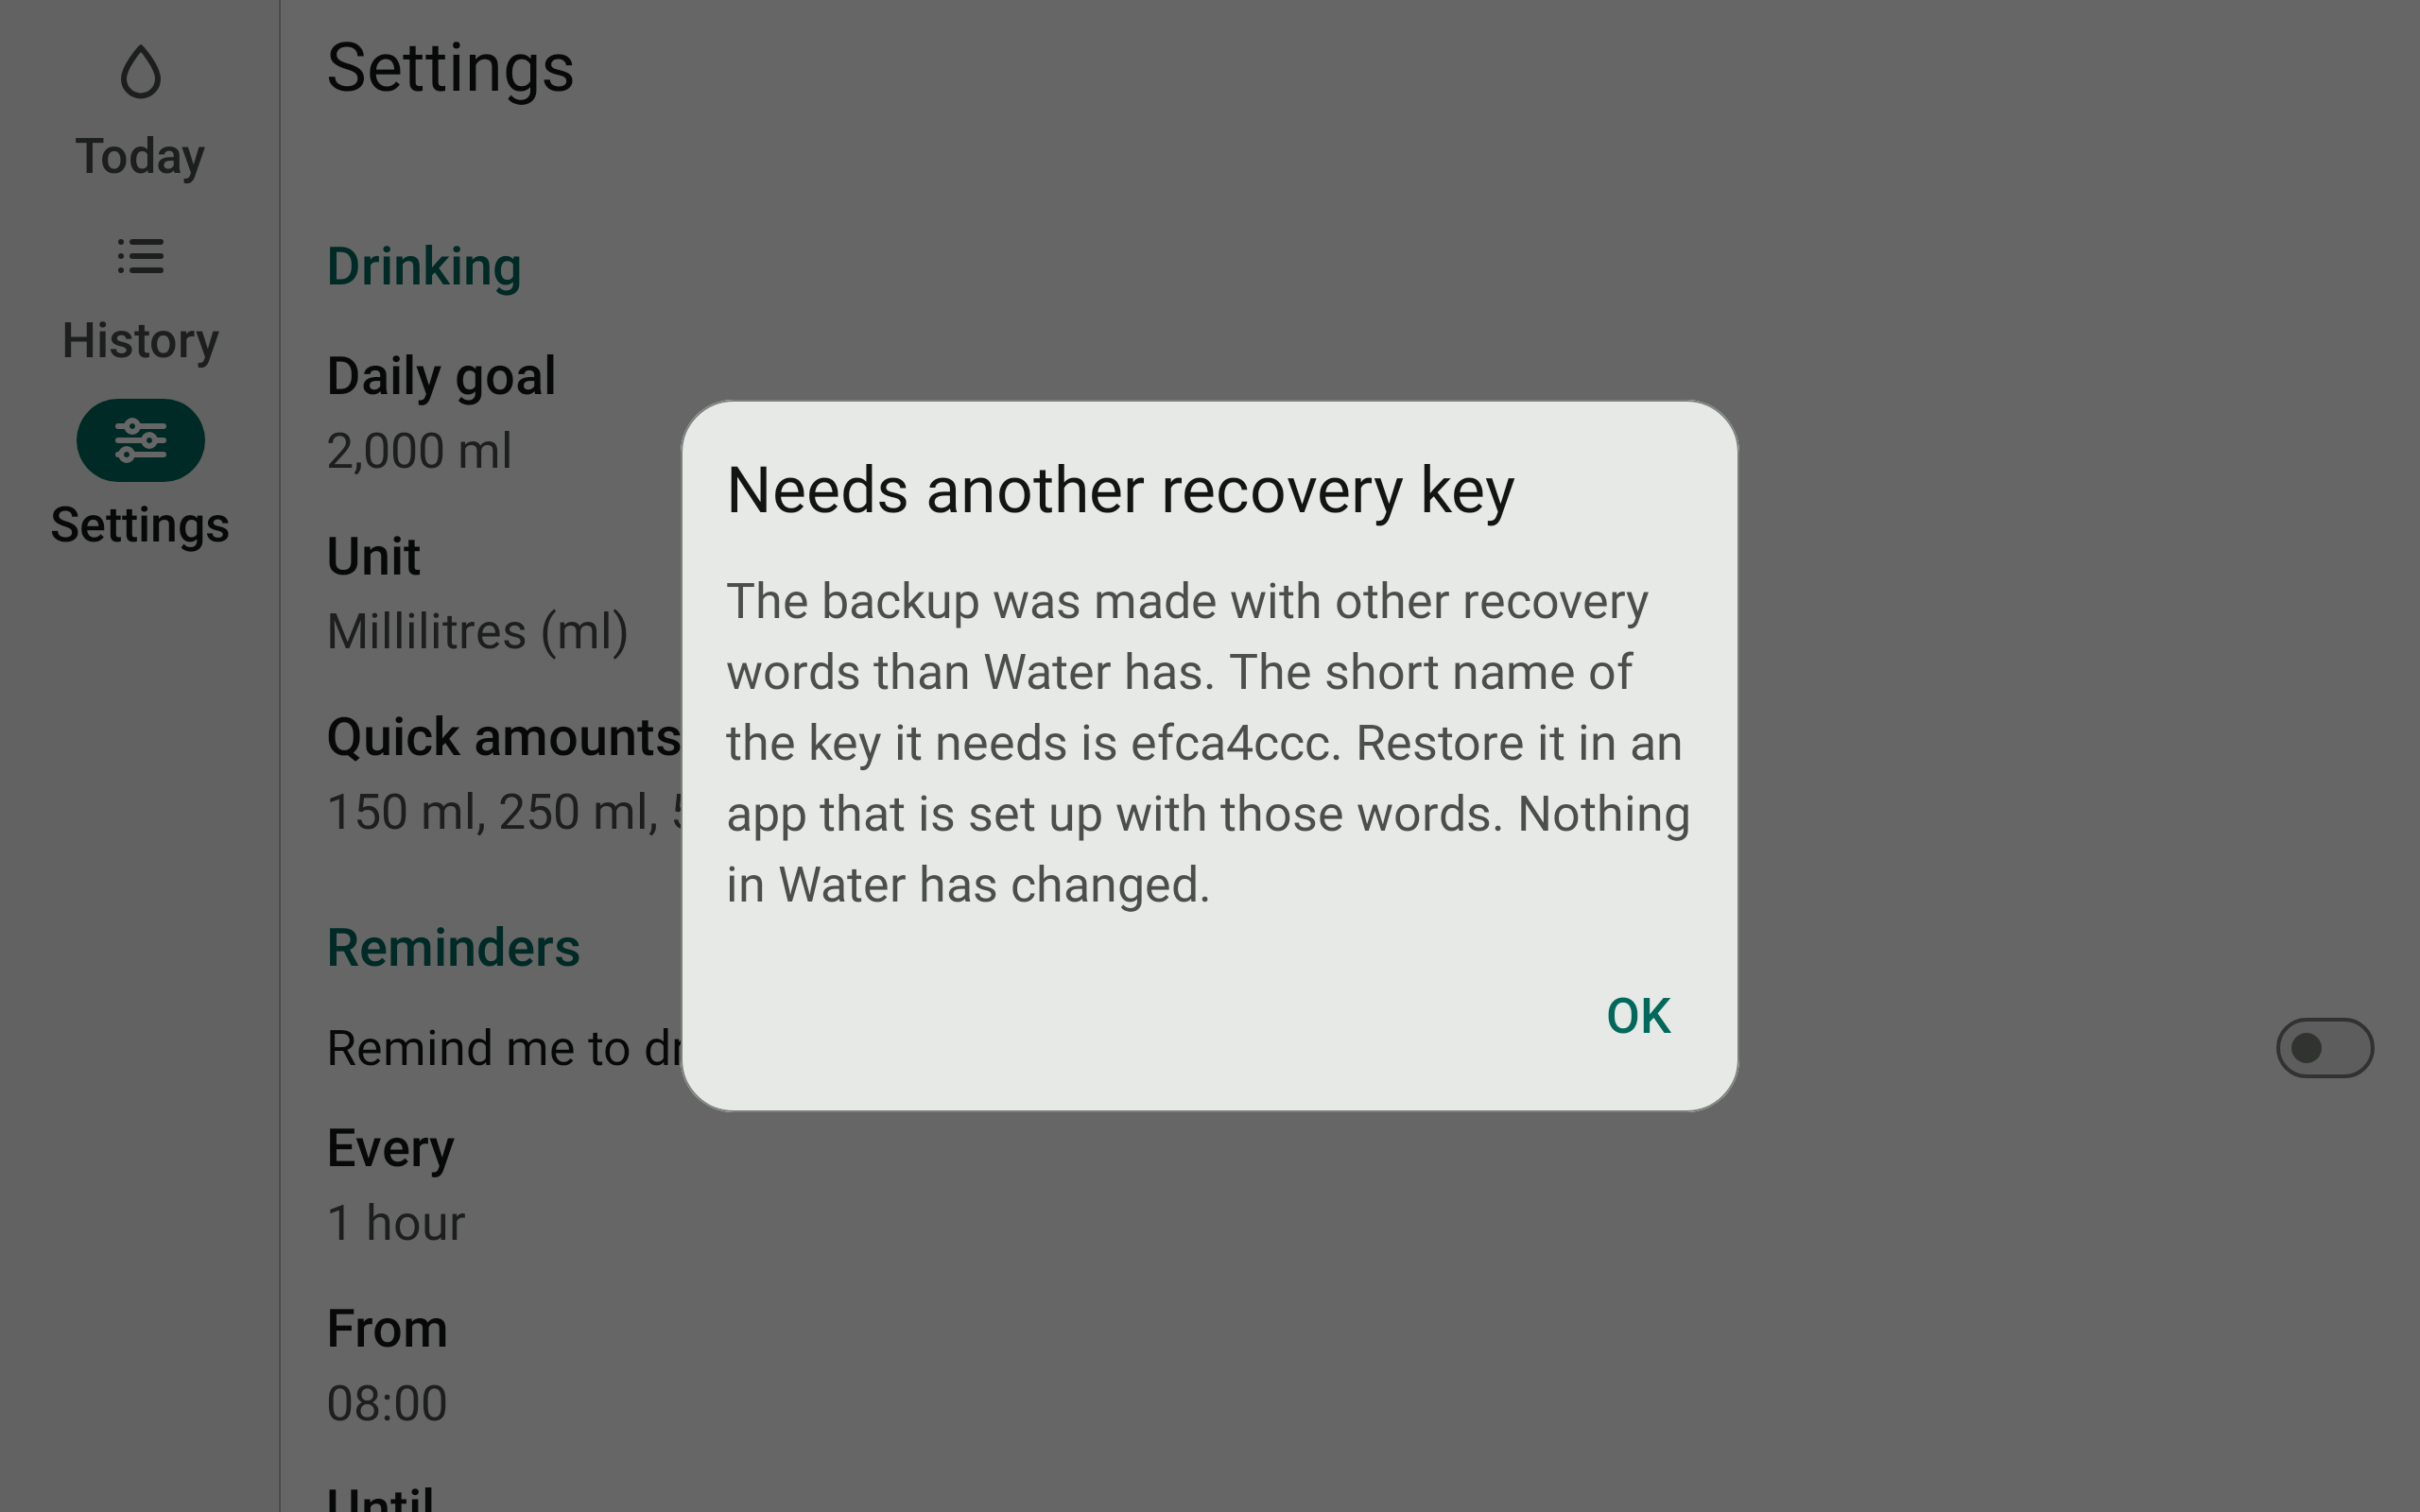 Settings
Today
History
Settings
Drinking
Daily goal
2,000 ml
Unit
Millilitres (ml)
Quick amounts
150 ml, 250 ml,
Reminders
Remind me to
Every
1 hour
From
08:00
Until
Needs another recovery key
The backup was made with other recovery
words than Water has. The short name of
the key it needs is efca4ccc. Restore it in an
app that is set up with those words. Nothing
in Water has changed.
OK